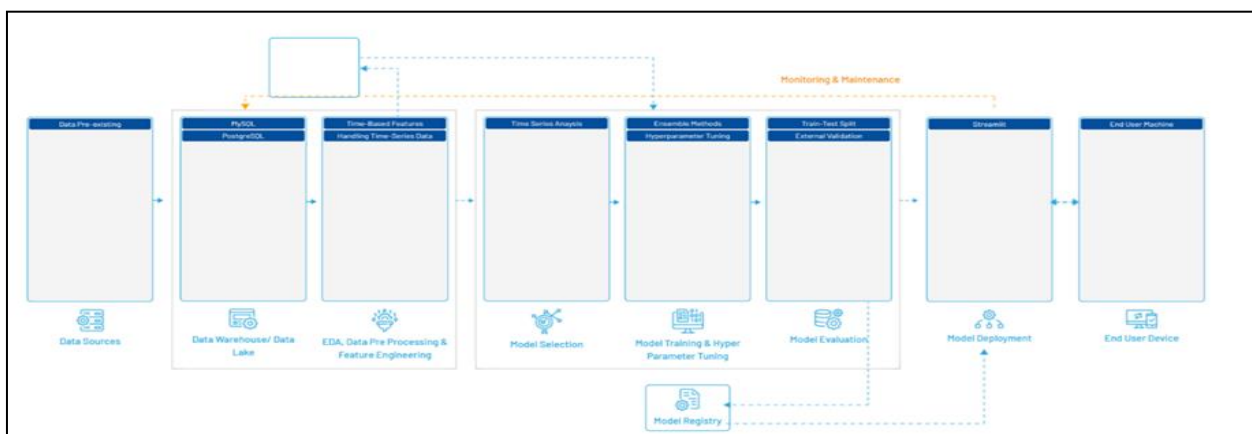 Monitoring & Maintenance
Data Pre-existing
MySQL
PostgreSQL
Time-Based Features
Handling Time-Series Data
Time Series Anaysis
Ensemble Methods
Hyperparameter Tuning
Train-Test Split
External Validation
Streamlit
End User Machine
Data Sources
Data Warehouse/ Data
Lake
EDA, Data Pre Processing &
Feature Engineering
Model Selection
Model Training & Hyper
Parameter Tuning
Model Evaluation
Model Deployment
End User Device
Model Registry